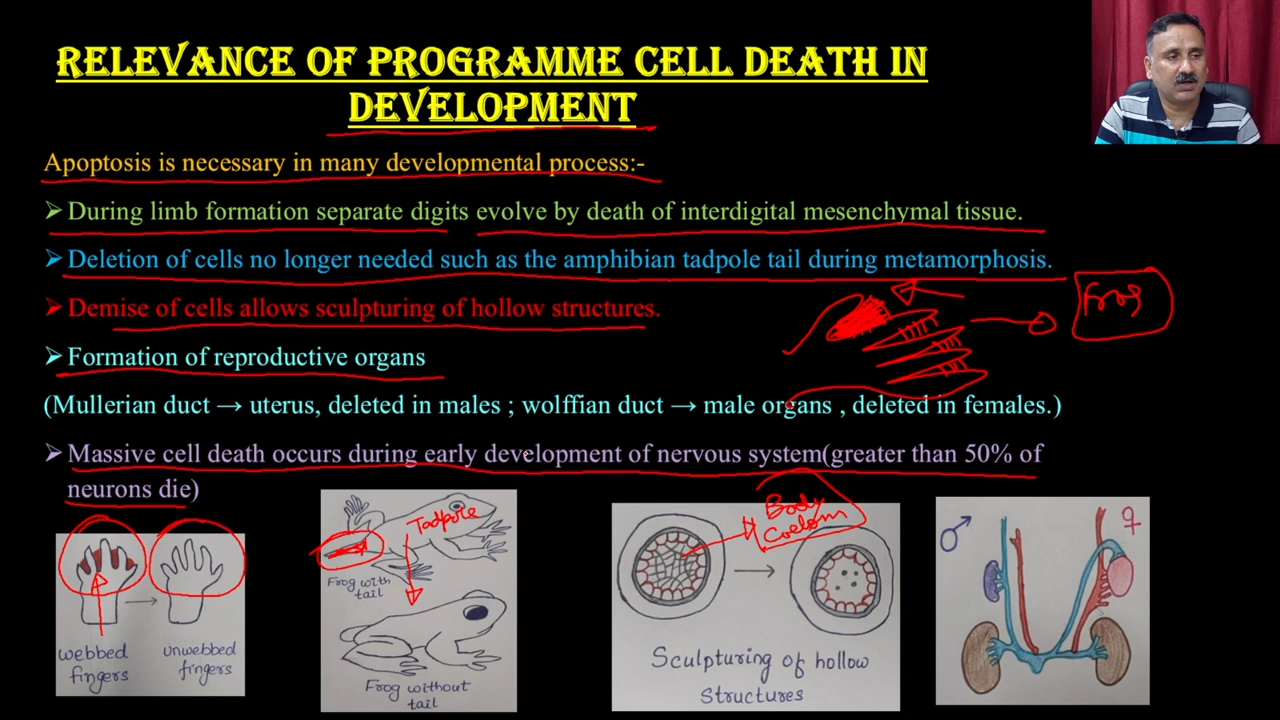 RELEVANCE OF PROGRAMME CELL DEATH IN
DEVELOPMENT
Apoptosis is necessary in many developmental process:-
➢During limb formation separate digits evolve by death of interdigital mesenchymal tissue.
➢Deletion of cells no longer needed such as the amphibian tadpole tail during metamorphosis.
➢Demise of cells allows sculpturing of hollow structures.
Frog
➢Formation of reproductive organs
(Mullerian duct → uterus, deleted in males ; wolffian duct → male organs , deleted in females.)
➢Massive cell death occurs during early development of nervous system(greater than 50% of
neurons die)
webbed
fingers
unwebbed
fingers
Tadpole
Frog with
tail
Frog without
tail
Body
Coelom
Sculpturing of hollow
Structures
♂
♀